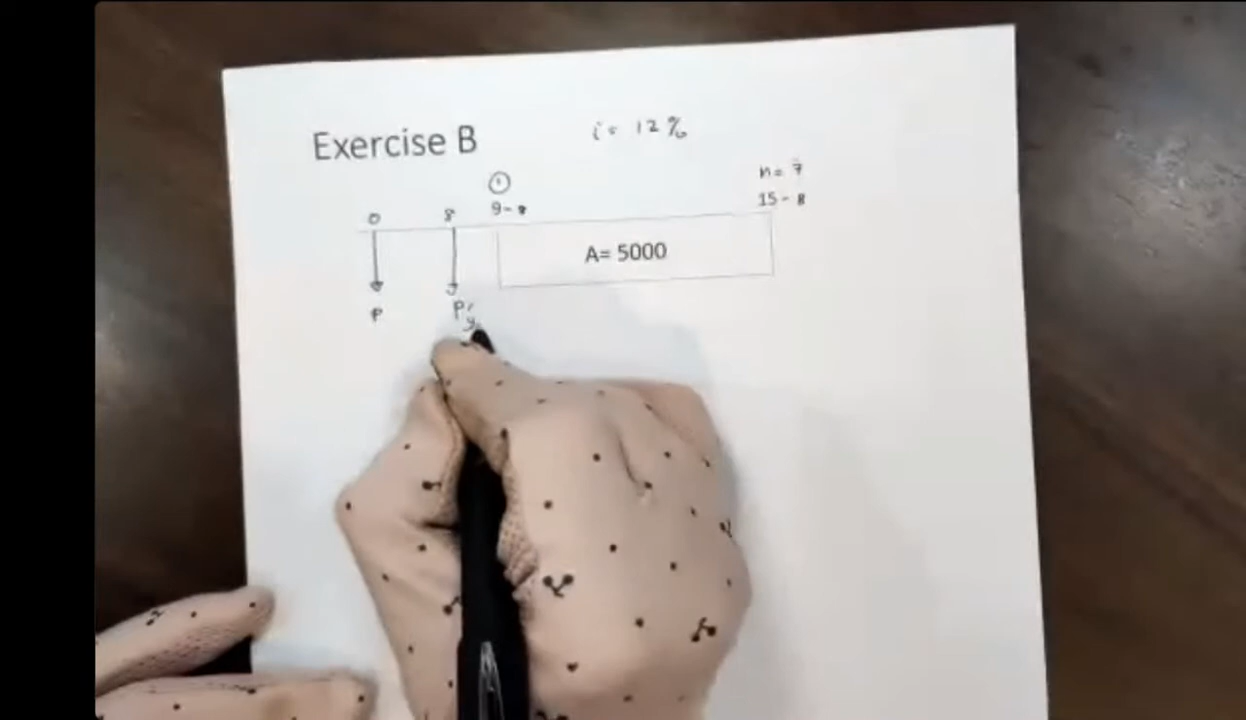 Exercise B
i= 12%
n= 7
①
9-8
15-8
0
8
A= 5000
P
P'